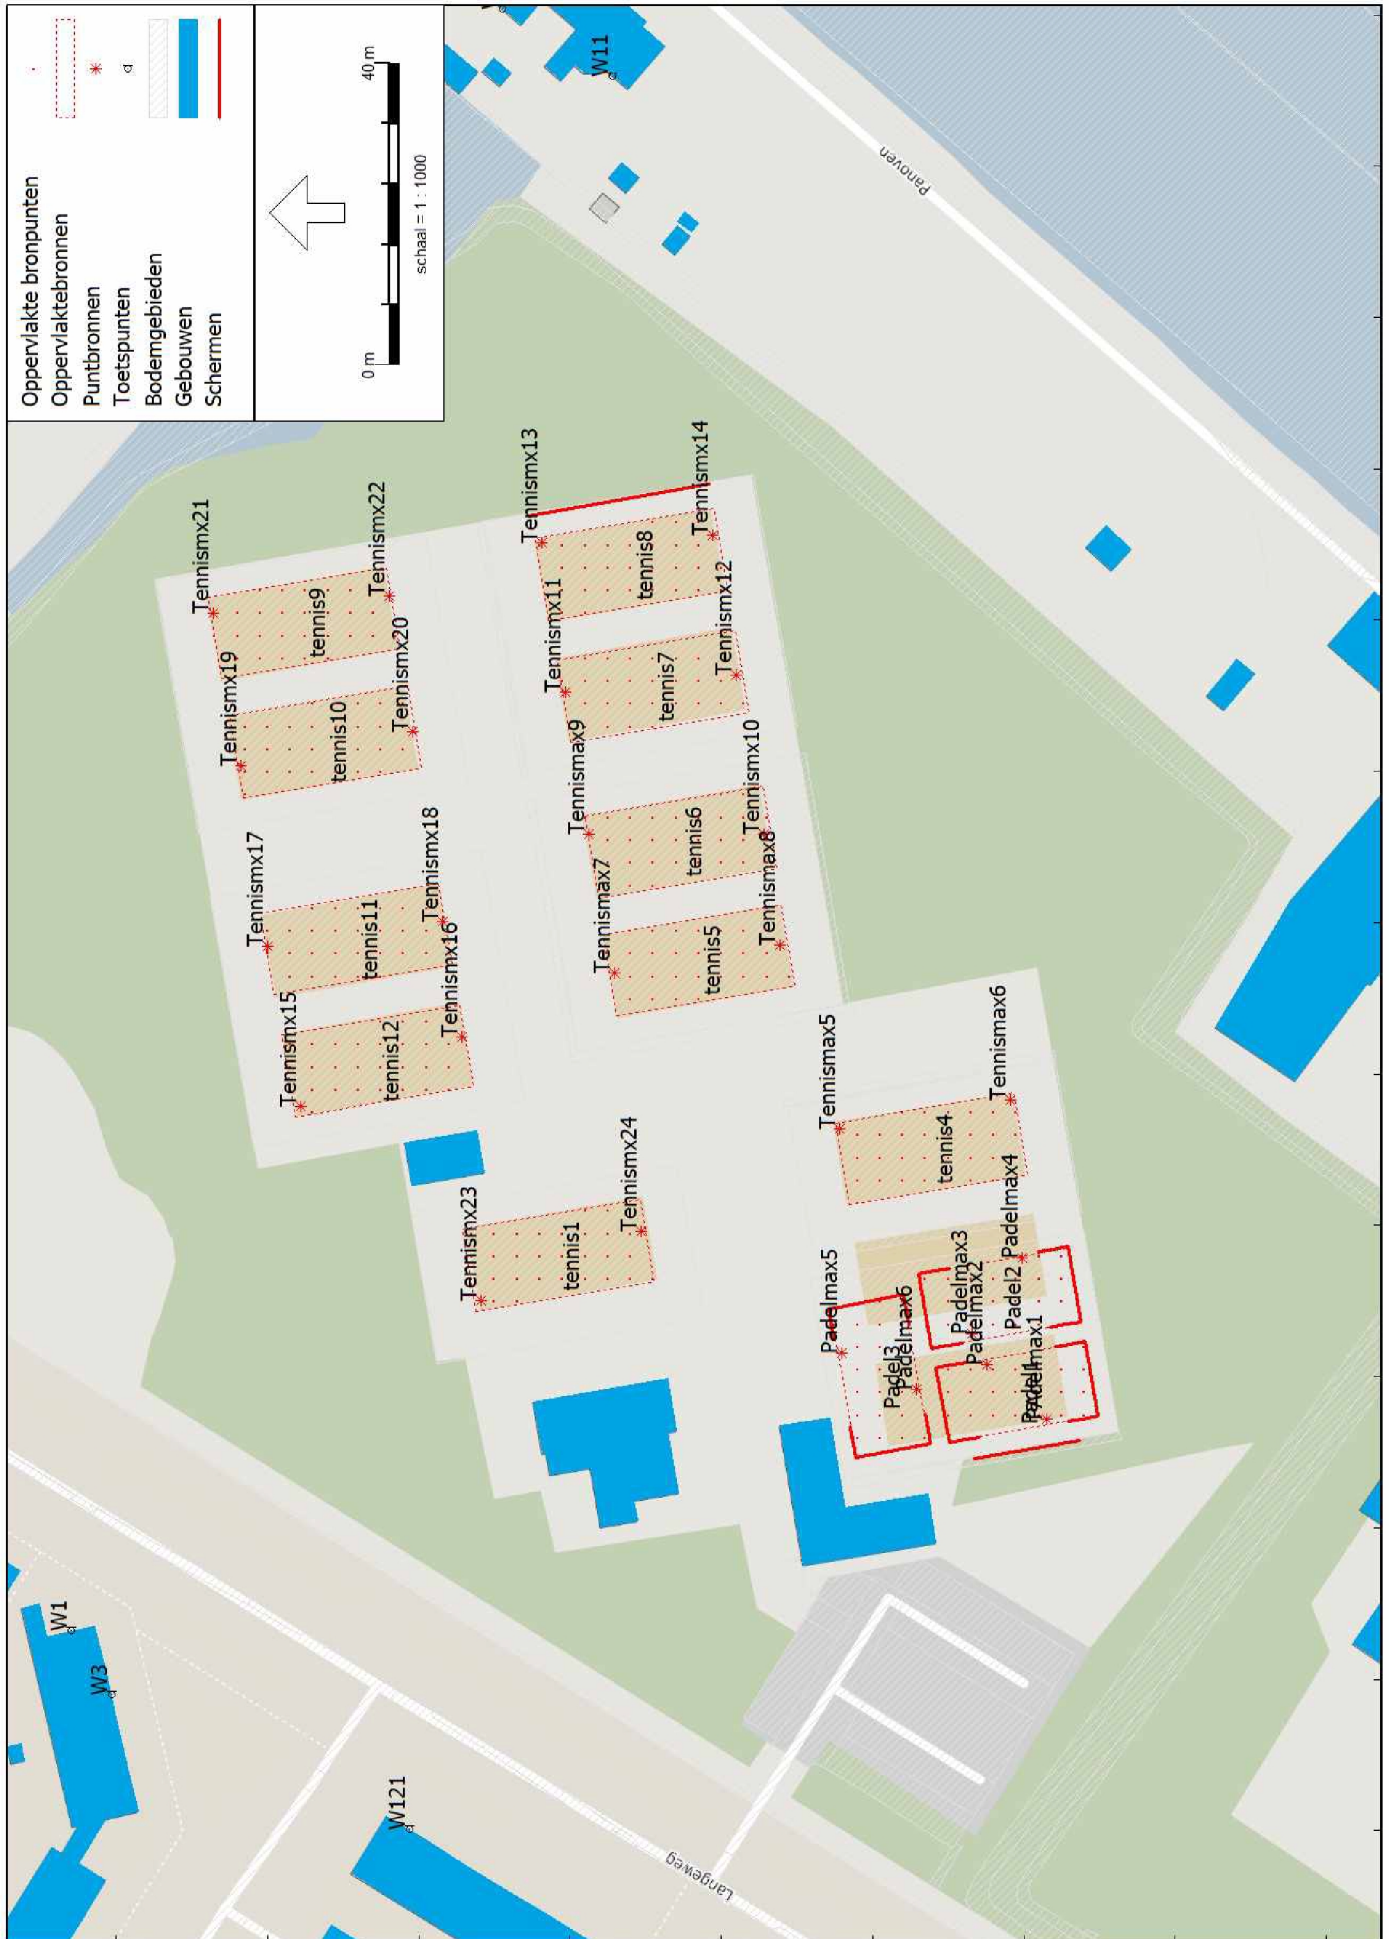 Oppervlakte bronpunten
Oppervlaktebronnen
Puntbronnen
Toetspunten
Bodemgebieden
Gebouwen
Schermen
0 m
40 m
schaal = 1 : 1000
W1
W3
W121
Langeweg
W11
Panoven
Tennismx15
Tennismx16
tennis12
Tennismx17
Tennismx18
tennis11
Tennismx19
Tennismx20
tennis10
Tennismx21
Tennismx22
tennis9
Tennismx23
Tennismx24
tennis1
Tennismax7
Tennismax8
tennis5
Tennismax9
Tennismx10
tennis6
Tennismx11
Tennismx12
tennis7
Tennismx13
Tennismx14
tennis8
Tennismax5
Tennismax6
tennis4
Padelmax5
Padelmax6
Padel3
Padelmax3
Padelmax4
Padelmax2
Padel2
Padelmax1
Padel1